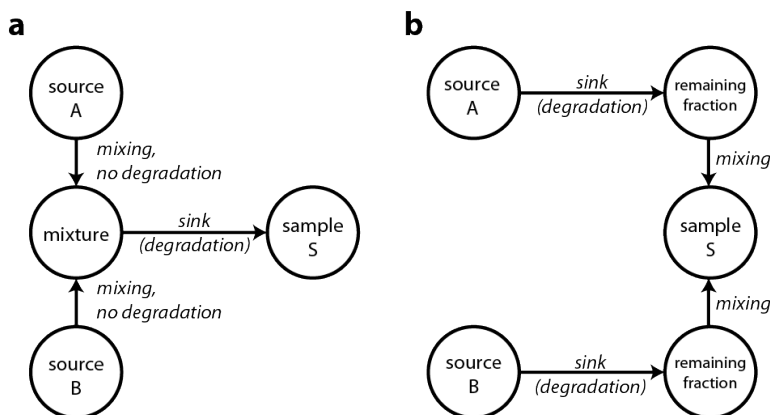 a
source
A
mixing,
no degradation
mixture
sink
(degradation)
sample
S
mixing,
no degradation
source
B
b
source
A
sink
(degradation)
remaining
fraction
mixing
sample
S
mixing
source
B
sink
(degradation)
remaining
fraction